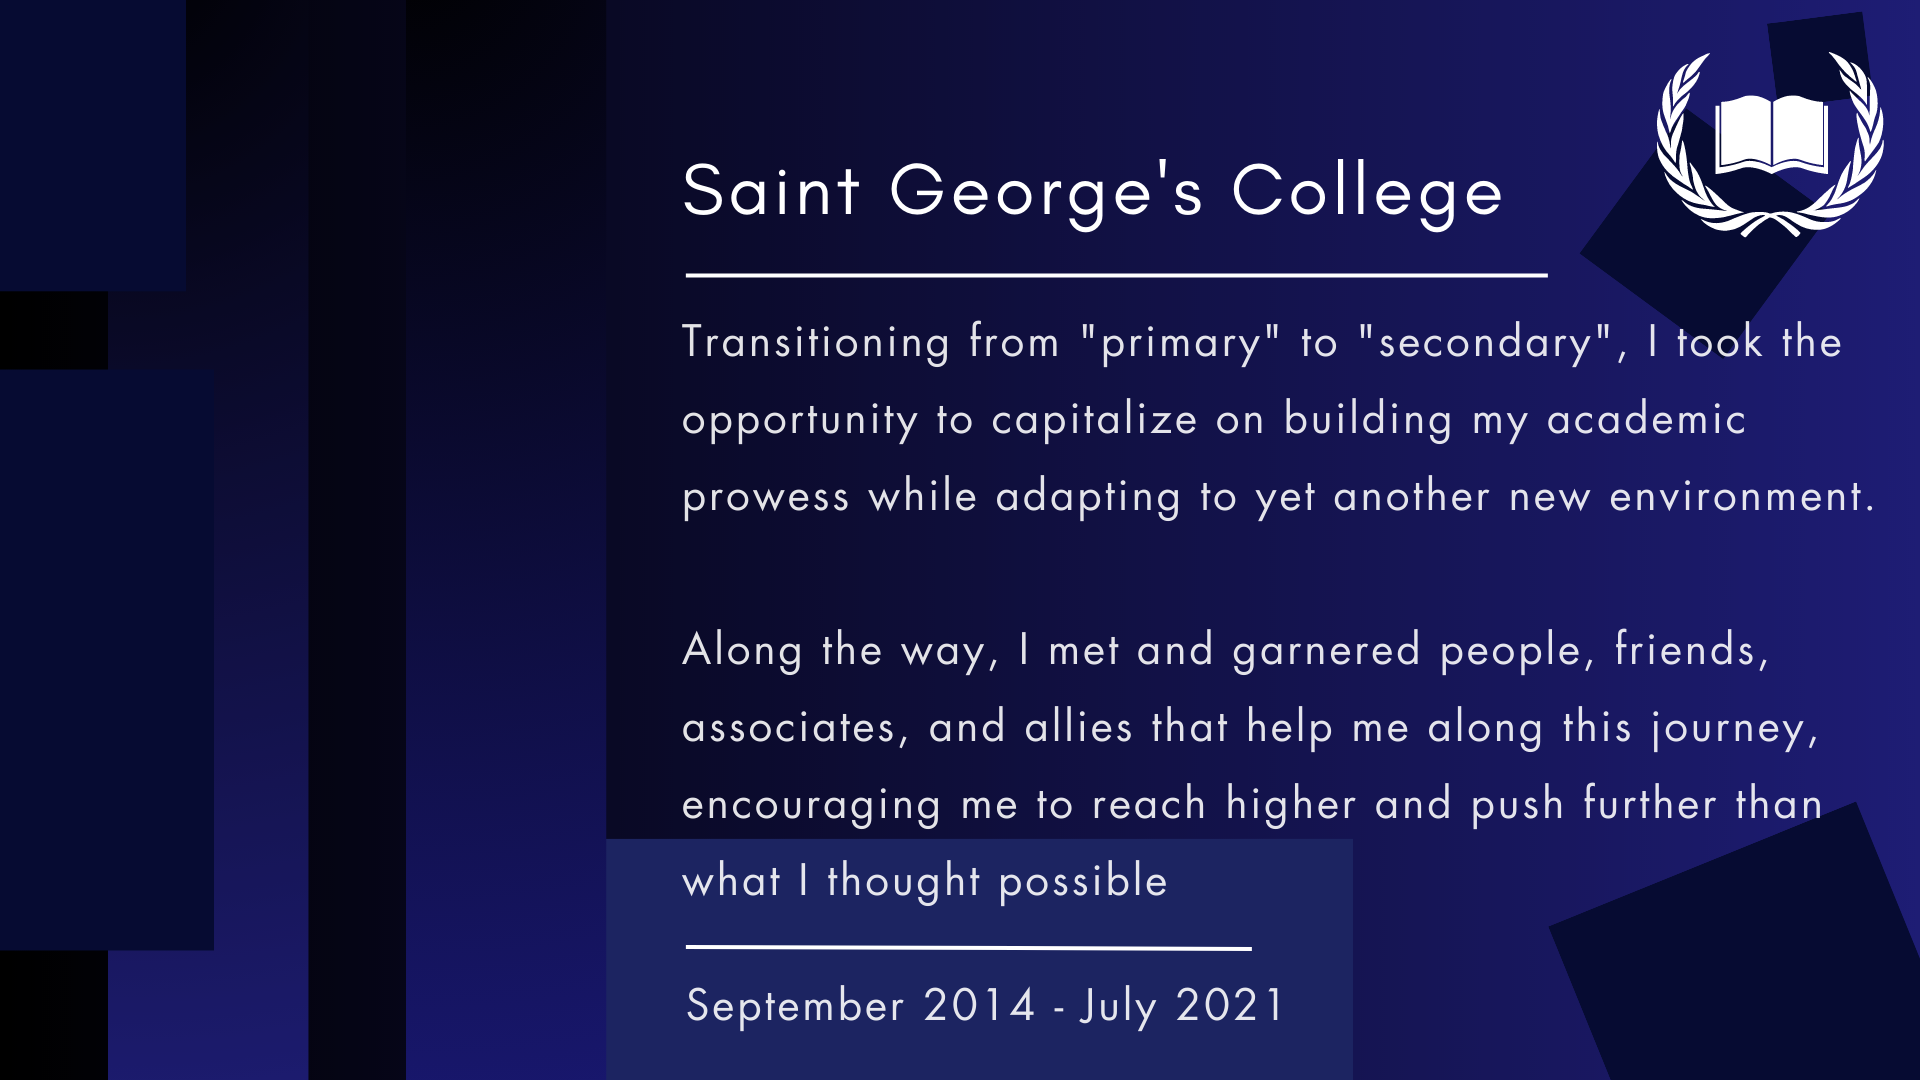 Saint George's College
Transitioning from "primary" to "secondary", I took the
opportunity to capitalize on building my academic
prowess while adapting to yet another new environment.
Along the way, I met and garnered people, friends,
associates, and allies that help me along this journey,
encouraging me to reach higher and push further than
what I thought possible
September 2014 - July 2021